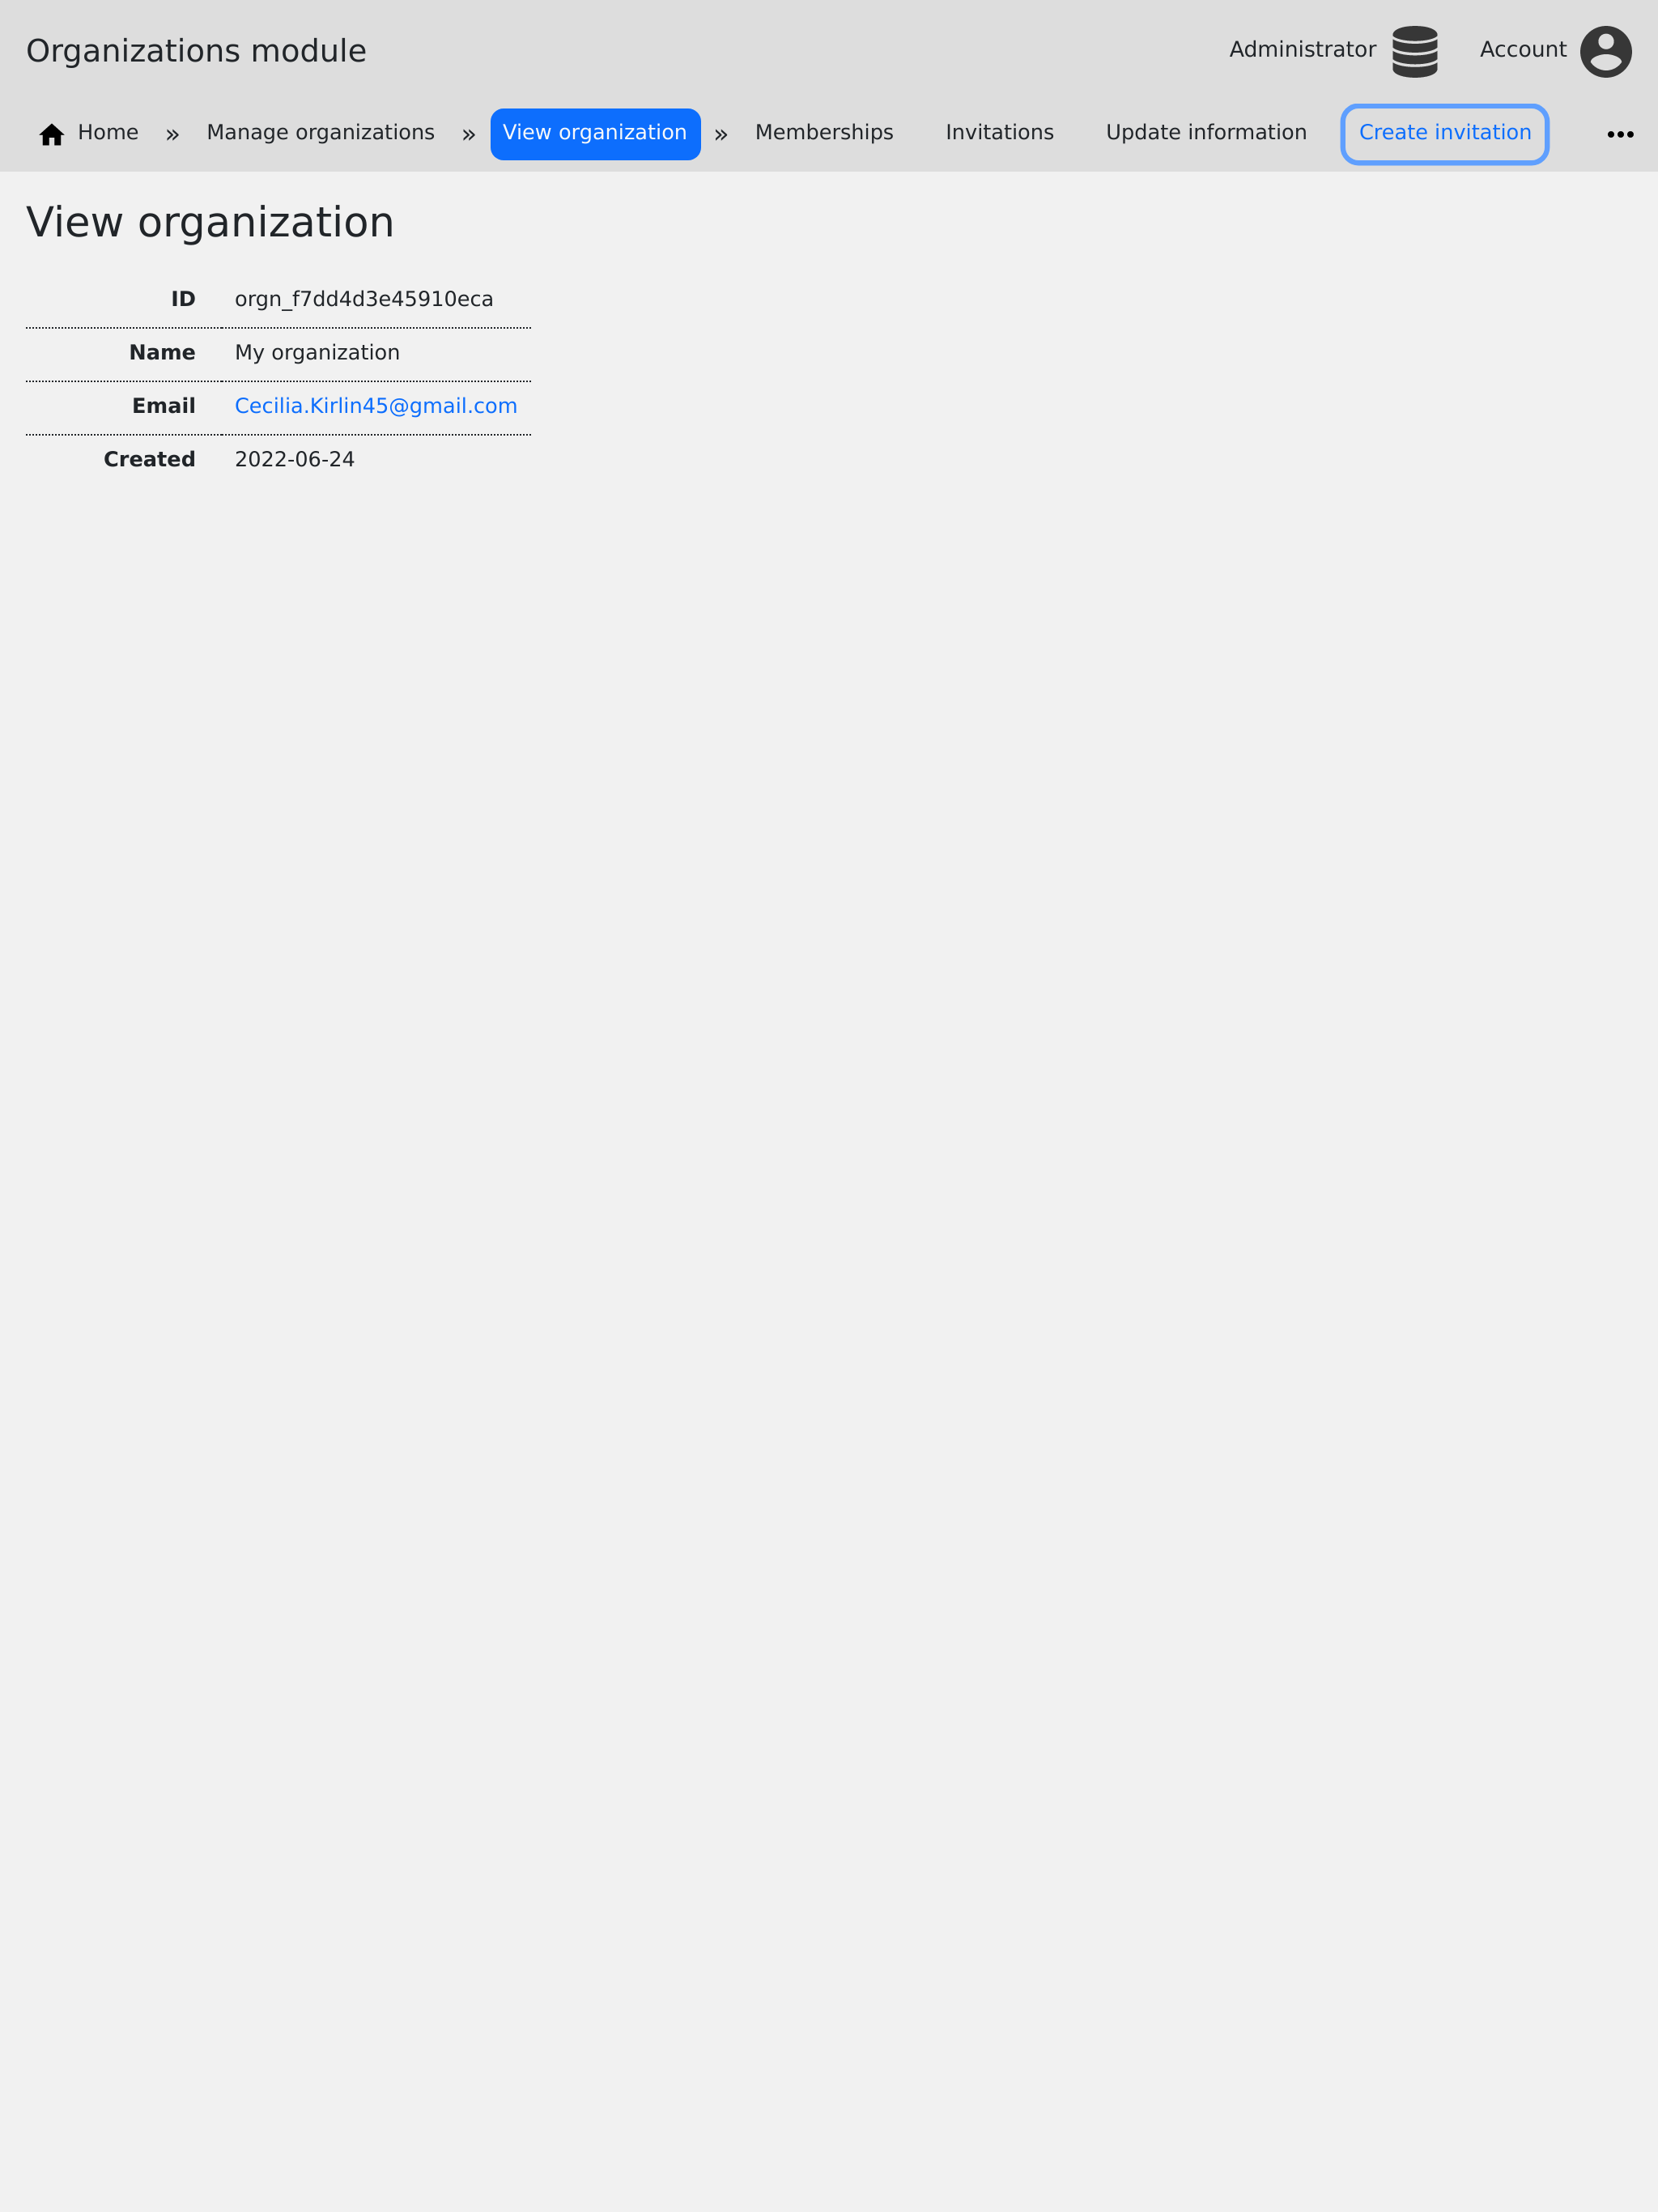 Organizations module
Administrator
Account
Home » Manage organizations » View organization » Memberships Invitations Update information Create invitation •••
View organization
ID orgn_f7dd4d3e45910eca
Name My organization
Email Cecilia.Kirlin45@gmail.com
Created 2022-06-24